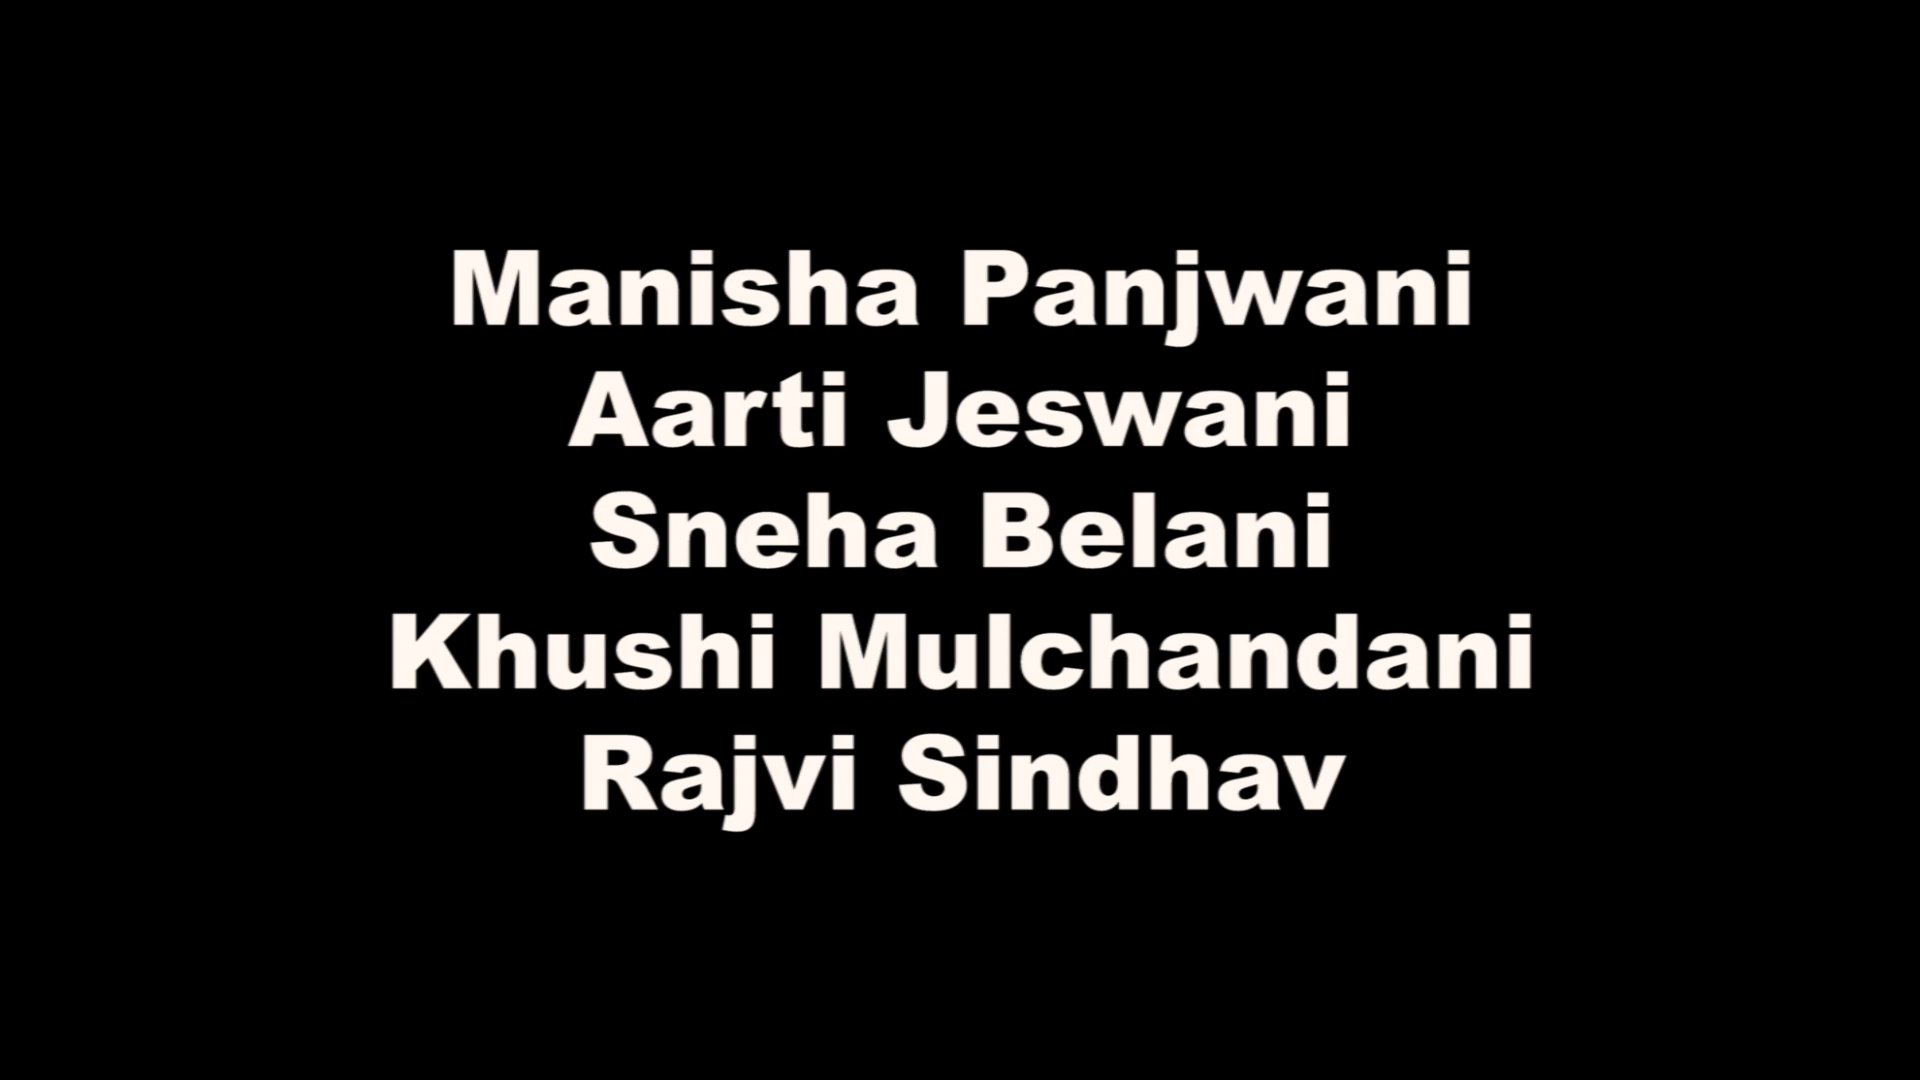 Manisha Panjwani
Aarti Jeswani
Sneha Belani
Khushi Mulchandani
Rajvi Sindhav